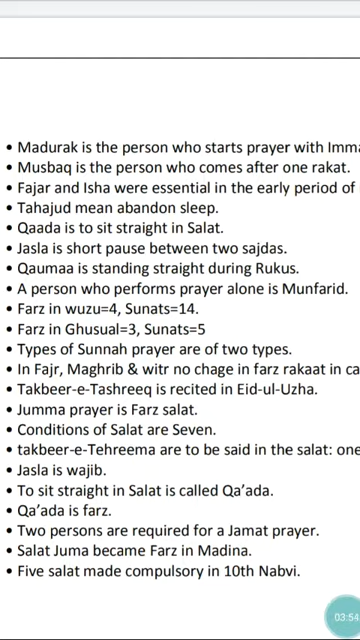 • Madurak is the person who starts prayer with Imma
• Musbaq is the person who comes after one rakat.
• Fajar and Isha were essential in the early period of
• Tahajud mean abandon sleep.
• Qaada is to sit straight in Salat.
• Jasla is short pause between two sajdas.
• Qaumaa is standing straight during Rukus.
• A person who performs prayer alone is Munfarid.
• Farz in wuzu=4, Sunats=14.
• Farz in Ghusual=3, Sunats=5
• Types of Sunnah prayer are of two types.
• In Fajr, Maghrib & witr no chage in farz rakaat in ca
• Takbeer-e-Tashreeq is recited in Eid-ul-Uzha.
• Jumma prayer is Farz salat.
• Conditions of Salat are Seven.
• takbeer-e-Tehreema are to be said in the salat: one
• Jasla is wajib.
• To sit straight in Salat is called Qa’ada.
• Qa’ada is farz.
• Two persons are required for a Jamat prayer.
• Salat Juma became Farz in Madina.
• Five salat made compulsory in 10th Nabvi.
03:54